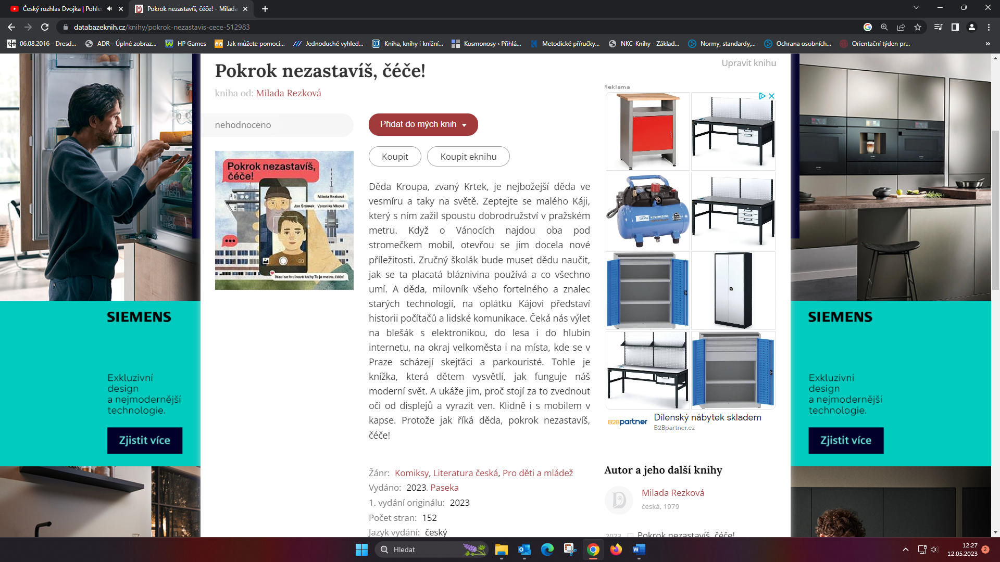 Český rozhlas Dvojka | Pohled
Pokrok nezastavíš, čéče! - Milada
databazeknih.cz/knihy/pokrok-nezastavis-cece-512983
06.08.2016 - Dresd...
ADR - Úplné zobraz...
HP Games
Jak můžete pomoci...
Jednoduché vyhled...
Kniha, knihy i knižní...
Kosmonosy › Přihlá...
Metodické příručky...
NKC-Knihy - Základ...
Normy, standardy,...
Ochrana osobních...
Orientační týden pr...
»
Pokrok nezastavíš, čéče!
Upravit knihu
kniha od: Milada Rezková
nehodnoceno
Přidat do mých knih
Koupit
Koupit eknihu
Pokrok nezastavíš,
čéče!
Milada Rezková
Jan Šrámek Veronika Vlková
Vrací se hrdinové knihy To je metro, čéče!
Děda Kroupa, zvaný Krtek, je nejbožejší děda ve
vesmíru a taky na světě. Zeptejte se malého Káji,
který s ním zažil spoustu dobrodružství v pražském
metru. Když o Vánocích najdou oba pod
stromečkem mobil, otevřou se jim docela nové
příležitosti. Zručný školák bude muset dědu naučit,
jak se ta placatá bláznivina používá a co všechno
umí. A děda, milovník všeho fortelného a znalec
starých technologií, na oplátku Kájovi představí
historii počítačů a lidské komunikace. Čeká nás výlet
na blešák s elektronikou, do lesa i do hlubin
internetu, na okraj velkoměsta i na místa, kde se v
Praze scházejí skejťáci a parkouristé. Tohle je
knížka, která dětem vysvětlí, jak funguje náš
moderní svět. A ukáže jim, proč stojí za to zvednout
oči od displejů a vyrazit ven. Klidně i s mobilem v
kapse. Protože jak říká děda, pokrok nezastavíš,
čéče!
Žánr: Komiksy, Literatura česká, Pro děti a mládež
Vydáno: 2023, Paseka
1. vydání originálu: 2023
Počet stran: 152
Jazyk vydání: český
Reklama
KOMPRESSOR
B2Bpartner
Dílenský nábytek skladem
B2Bpartner.cz
Autor a jeho další knihy
Milada Rezková
česká, 1979
2023 Pokrok nezastavíš, čéče!
SIEMENS
Exkluzivní
design
a nejmodernější
technologie.
Zjistit více
SIEMENS
Exkluzivní
design
a nejmodernější
technologie.
Zjistit více
Hledat
12:27
12.05.2023
2